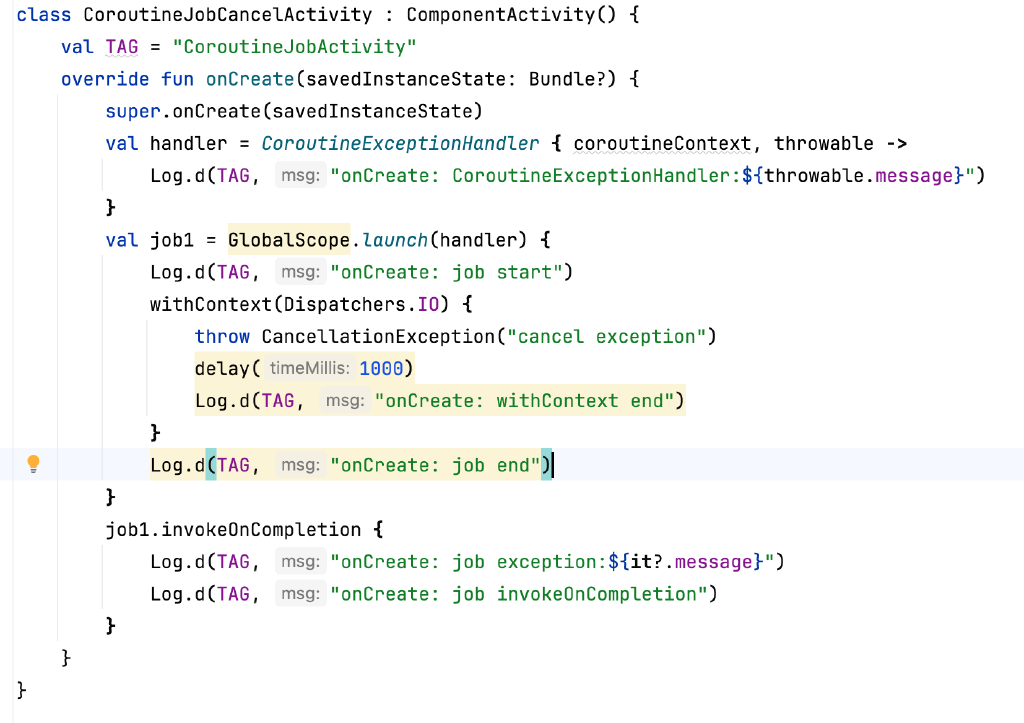 class CoroutineJobCancelActivity : ComponentActivity() {
    val TAG = "CoroutineJobActivity"
    override fun onCreate(savedInstanceState: Bundle?) {
        super.onCreate(savedInstanceState)
        val handler = CoroutineExceptionHandler { coroutineContext, throwable ->
            Log.d(TAG, msg: "onCreate: CoroutineExceptionHandler:${throwable.message}")
        }
        val job1 = GlobalScope.launch(handler) {
            Log.d(TAG, msg: "onCreate: job start")
            withContext(Dispatchers.IO) {
                throw CancellationException("cancel exception")
                delay( timeMillis: 1000)
                Log.d(TAG, msg: "onCreate: withContext end")
            }
            Log.d(TAG, msg: "onCreate: job end")
        }
        job1.invokeOnCompletion {
            Log.d(TAG, msg: "onCreate: job exception:${it?.message}")
            Log.d(TAG, msg: "onCreate: job invokeOnCompletion")
        }
    }
}